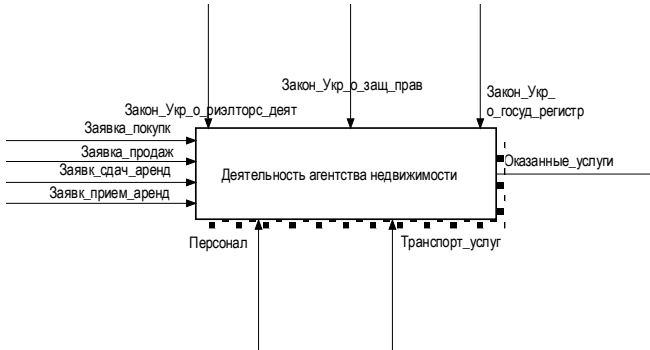 Закон_Укр_о_защ_прав
Закон_Укр_
о_госуд_регистр
Закон_Укр_о_риэлторс_деят
Заявка_покупк
Заявка_продаж
Заявк_сдач_аренд
Заявк_прием_аренд
Деятельность агентства недвижимости
Оказанные_услуги
Персонал
Транспорт_услуг